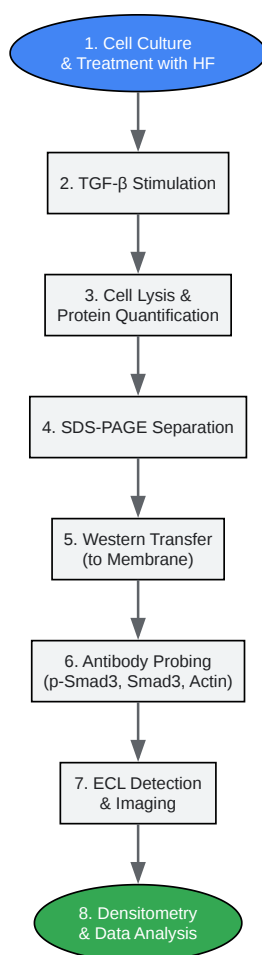 1. Cell Culture
& Treatment with HF
2. TGF-β Stimulation
3. Cell Lysis &
Protein Quantification
4. SDS-PAGE Separation
5. Western Transfer
(to Membrane)
6. Antibody Probing
(p-Smad3, Smad3, Actin)
7. ECL Detection
& Imaging
8. Densitometry
& Data Analysis